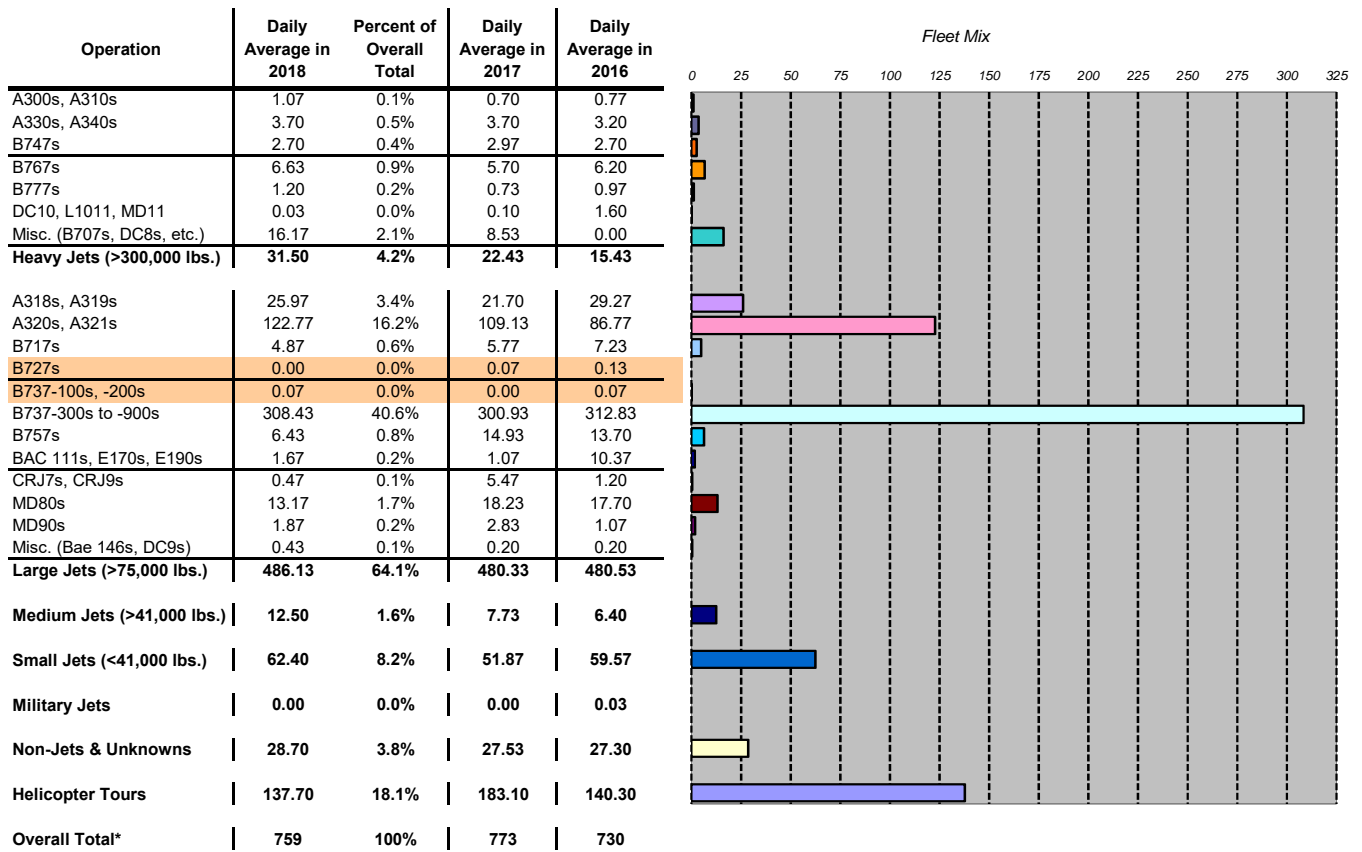 Operation Daily Average in 2018 Percent of Overall Total Daily Average in 2017 Daily Average in 2016
Fleet Mix
0 25 50 75 100 125 150 175 200 225 250 275 300 325
A300s, A310s 1.07 0.1% 0.70 0.77
A330s, A340s 3.70 0.5% 3.70 3.20
B747s 2.70 0.4% 2.97 2.70
B767s 6.63 0.9% 5.70 6.20
B777s 1.20 0.2% 0.73 0.97
DC10, L1011, MD11 0.03 0.0% 0.10 1.60
Misc. (B707s, DC8s, etc.) 16.17 2.1% 8.53 0.00
Heavy Jets (>300,000 lbs.) 31.50 4.2% 22.43 15.43
A318s, A319s 25.97 3.4% 21.70 29.27
A320s, A321s 122.77 16.2% 109.13 86.77
B717s 4.87 0.6% 5.77 7.23
B727s 0.00 0.0% 0.07 0.13
B737-100s, -200s 0.07 0.0% 0.00 0.07
B737-300s to -900s 308.43 40.6% 300.93 312.83
B757s 6.43 0.8% 14.93 13.70
BAC 111s, E170s, E190s 1.67 0.2% 1.07 10.37
CRJ7s, CRJ9s 0.47 0.1% 5.47 1.20
MD80s 13.17 1.7% 18.23 17.70
MD90s 1.87 0.2% 2.83 1.07
Misc. (Bae 146s, DC9s) 0.43 0.1% 0.20 0.20
Large Jets (>75,000 lbs.) 486.13 64.1% 480.33 480.53
Medium Jets (>41,000 lbs.) 12.50 1.6% 7.73 6.40
Small Jets (<41,000 lbs.) 62.40 8.2% 51.87 59.57
Military Jets 0.00 0.0% 0.00 0.03
Non-Jets & Unknowns 28.70 3.8% 27.53 27.30
Helicopter Tours 137.70 18.1% 183.10 140.30
Overall Total* 759 100% 773 730